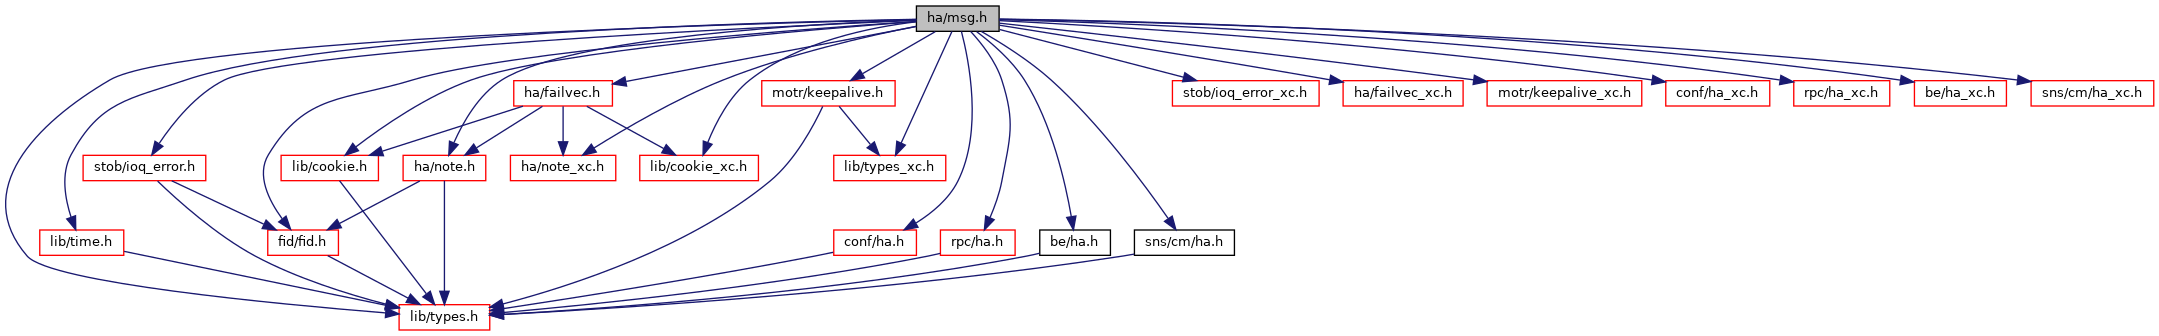 ha/msg.h
ha/failvec.h
motr/keepalive.h
stob/ioq_error_xc.h
ha/failvec_xc.h
motr/keepalive_xc.h
conf/ha_xc.h
rpc/ha_xc.h
be/ha_xc.h
sns/cm/ha_xc.h
stob/ioq_error.h
lib/cookie.h
ha/note.h
ha/note_xc.h
lib/cookie_xc.h
lib/types_xc.h
lib/time.h
fid/fid.h
conf/ha.h
rpc/ha.h
be/ha.h
sns/cm/ha.h
lib/types.h